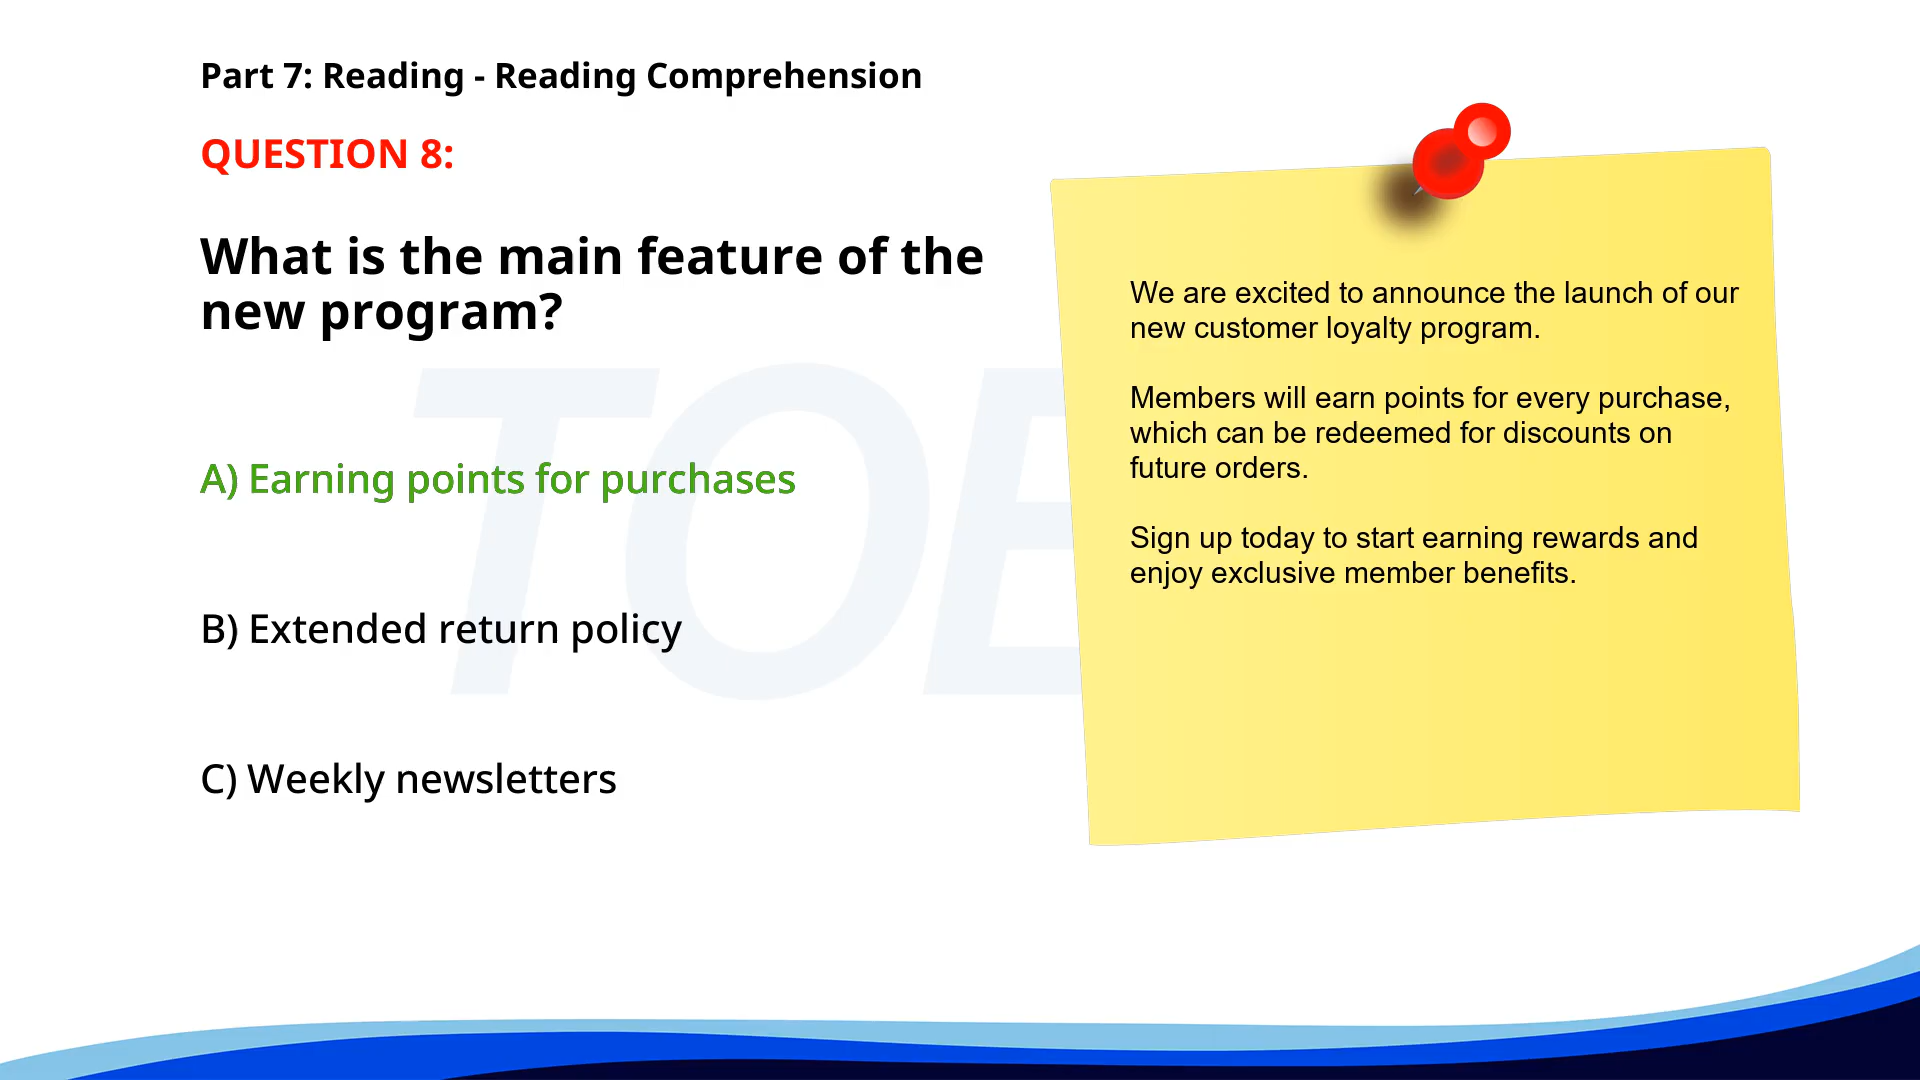 Part 7: Reading - Reading Comprehension
QUESTION 8:
What is the main feature of the
new program?
A) Earning points for purchases
B) Extended return policy
C) Weekly newsletters
We are excited to announce the launch of our
new customer loyalty program.
Members will earn points for every purchase,
which can be redeemed for discounts on
future orders.
Sign up today to start earning rewards and
enjoy exclusive member benefits.
TOE